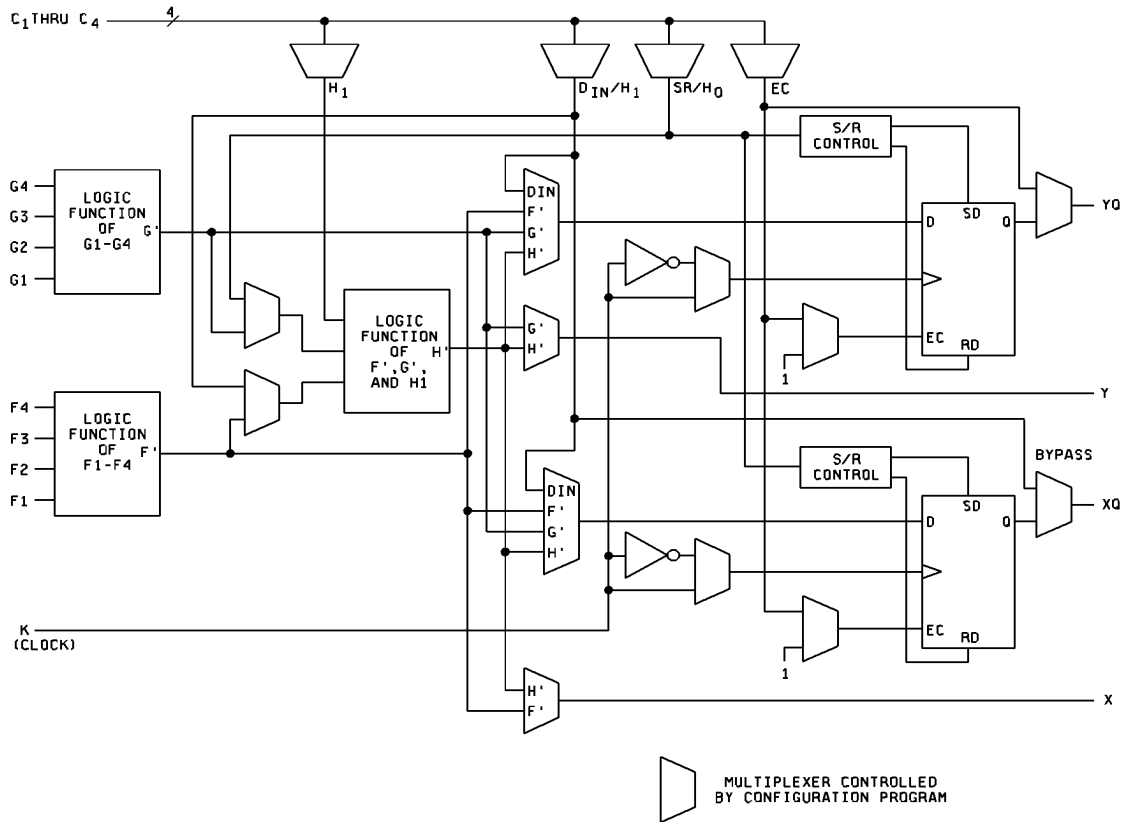 C1 THRU C4
4
H1
DIN/H1
SR/H0
EC
S/R
CONTROL
G4
G3
G2
G1
LOGIC
FUNCTION
OF
G1-G4
G'
DIN
F'
G'
H'
D
SD
Q
EC
RD
1
YQ
LOGIC
FUNCTION
OF
F',G',
AND H1
H'
G'
H'
Y
F4
F3
F2
F1
LOGIC
FUNCTION
OF
F1-F4
F'
DIN
F'
G'
H'
S/R
CONTROL
BYPASS
D
SD
Q
EC
RD
1
XQ
K
(CLOCK)
H'
F'
X
MULTIPLEXER CONTROLLED
BY CONFIGURATION PROGRAM